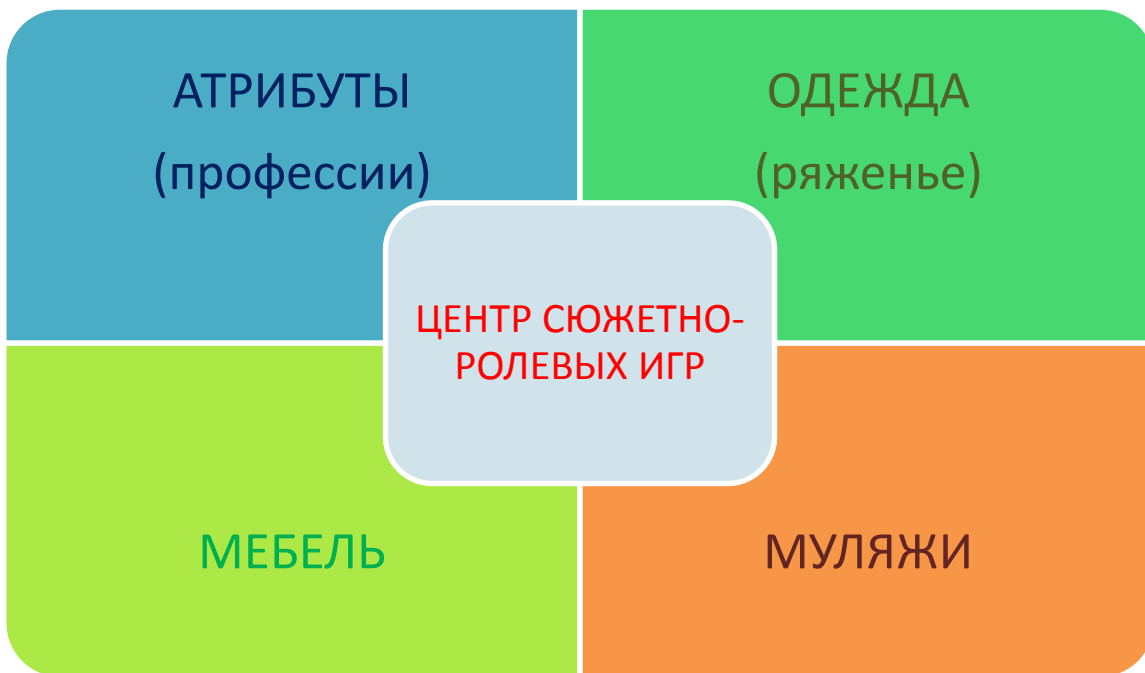 АТРИБУТЫ
(профессии)
ОДЕЖДА
(ряженье)
ЦЕНТР СЮЖЕТНО-
РОЛЕВЫХ ИГР
МЕБЕЛЬ
МУЛЯЖИ